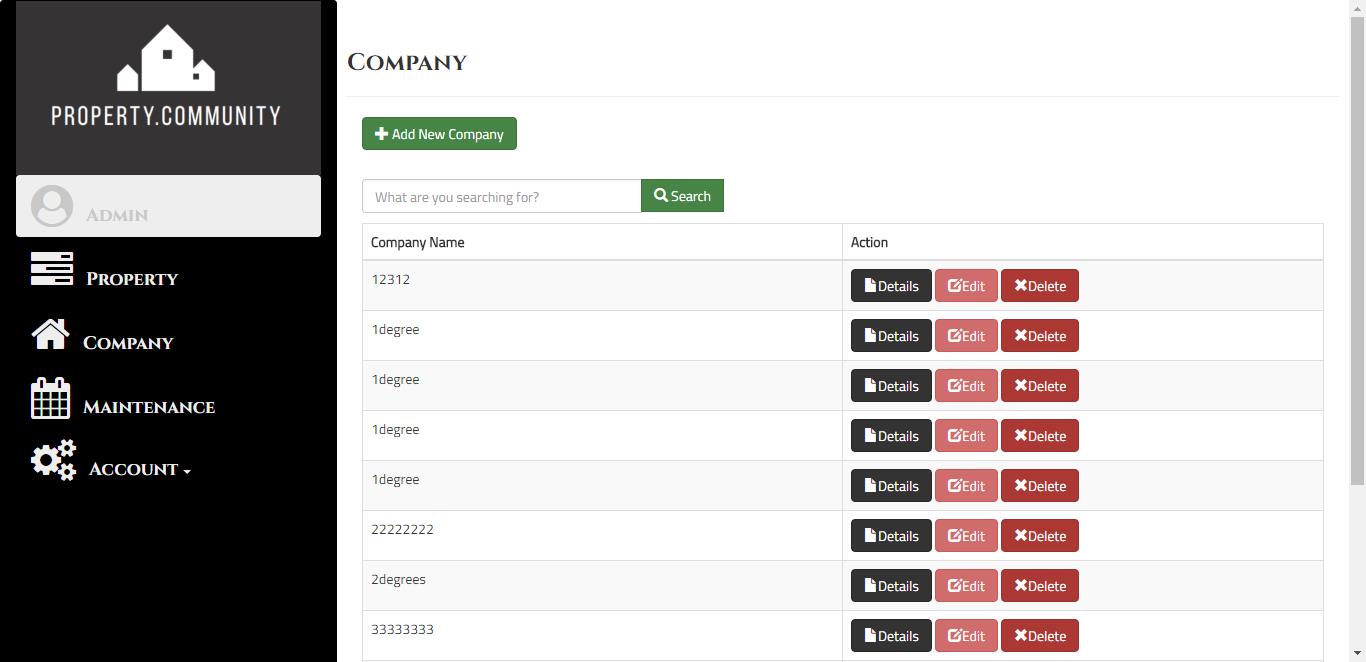 PROPERTY.COMMUNITY
Admin
Property
Company
Maintenance
Account
Company
Add New Company
What are you searching for?
Search
Company Name Action
12312 Details Edit Delete
1degree Details Edit Delete
1degree Details Edit Delete
1degree Details Edit Delete
1degree Details Edit Delete
22222222 Details Edit Delete
2degrees Details Edit Delete
33333333 Details Edit Delete